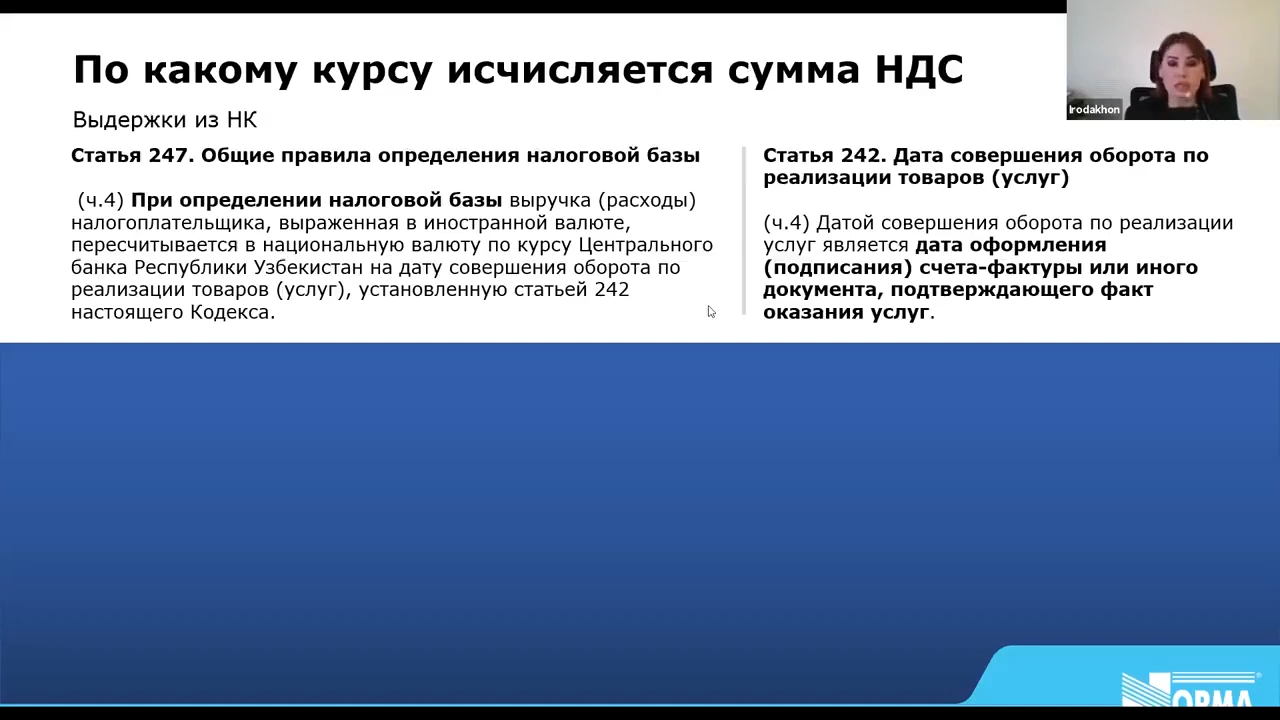 По какому курсу исчисляется сумма НДС
Irodakhon
Выдержки из НК
Статья 247. Общие правила определения налоговой базы
(ч.4) При определении налоговой базы выручка (расходы)
налогоплательщика, выраженная в иностранной валюте,
пересчитывается в национальную валюту по курсу Центрального
банка Республики Узбекистан на дату совершения оборота по
реализации товаров (услуг), установленную статьей 242
настоящего Кодекса.
Статья 242. Дата совершения оборота по
реализации товаров (услуг)
(ч.4) Датой совершения оборота по реализации
услуг является дата оформления
(подписания) счета-фактуры или иного
документа, подтверждающего факт
оказания услуг.
ОРМА